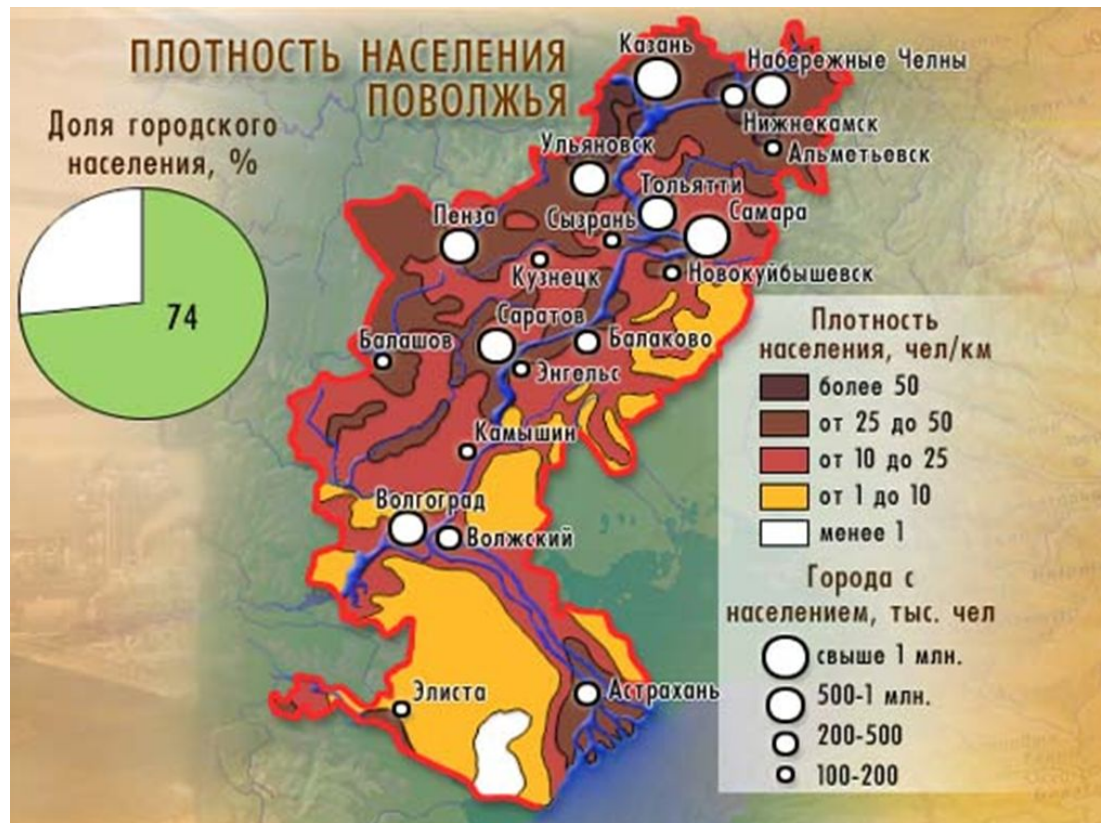 ПЛОТНОСТЬ НАСЕЛЕНИЯ
ПОВОЛЖЬЯ
Доля городского
населения, %
74
Казань
Набережные Челны
Нижнекамск
Альметьевск
Ульяновск
Тольятти
Самара
Сызрань
Пенза
Кузнецк
Новокуйбышевск
Саратов
Балаково
Балашов
Энгельс
Камышин
Волгоград
Волжский
Элиста
Астрахань
Плотность
населения, чел/км
более 50
от 25 до 50
от 10 до 25
от 1 до 10
менее 1
Города с
населением, тыс. чел
свыше 1 млн.
500-1 млн.
200-500
100-200